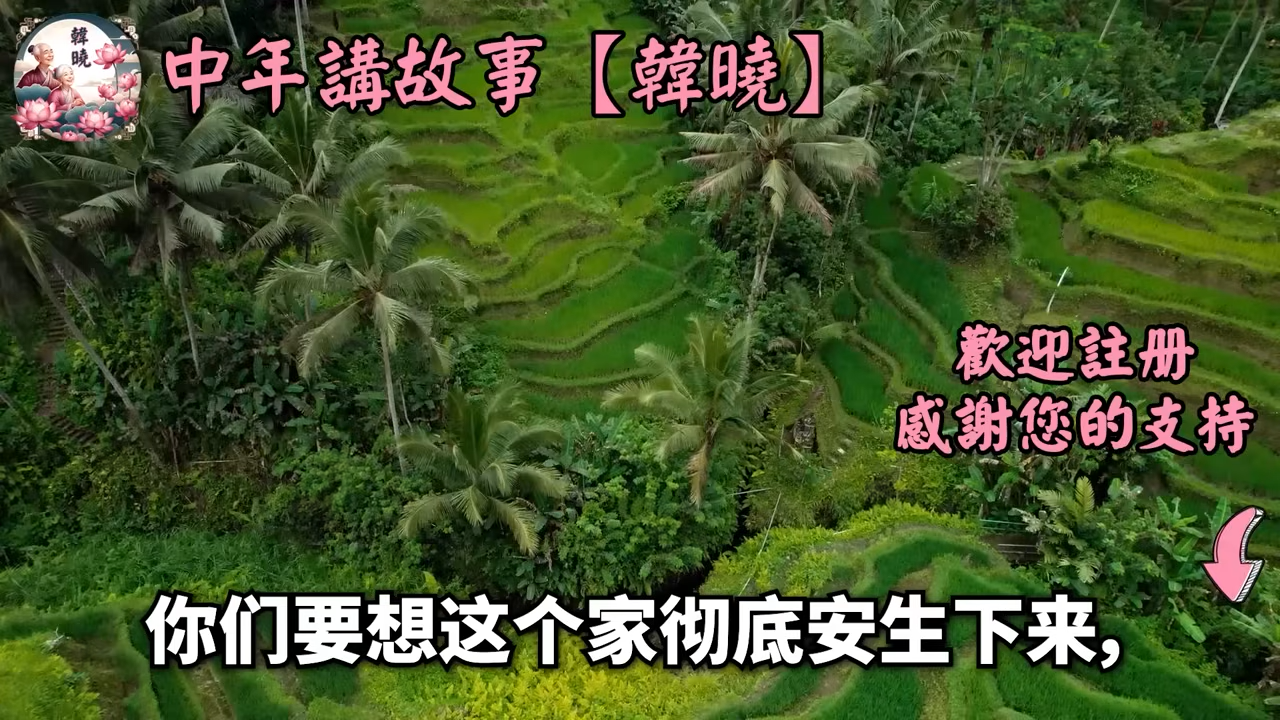 韓
曉
中年講故事【韓曉】
歡迎註册
感謝您的支持
你们要想这个家彻底安生下来,